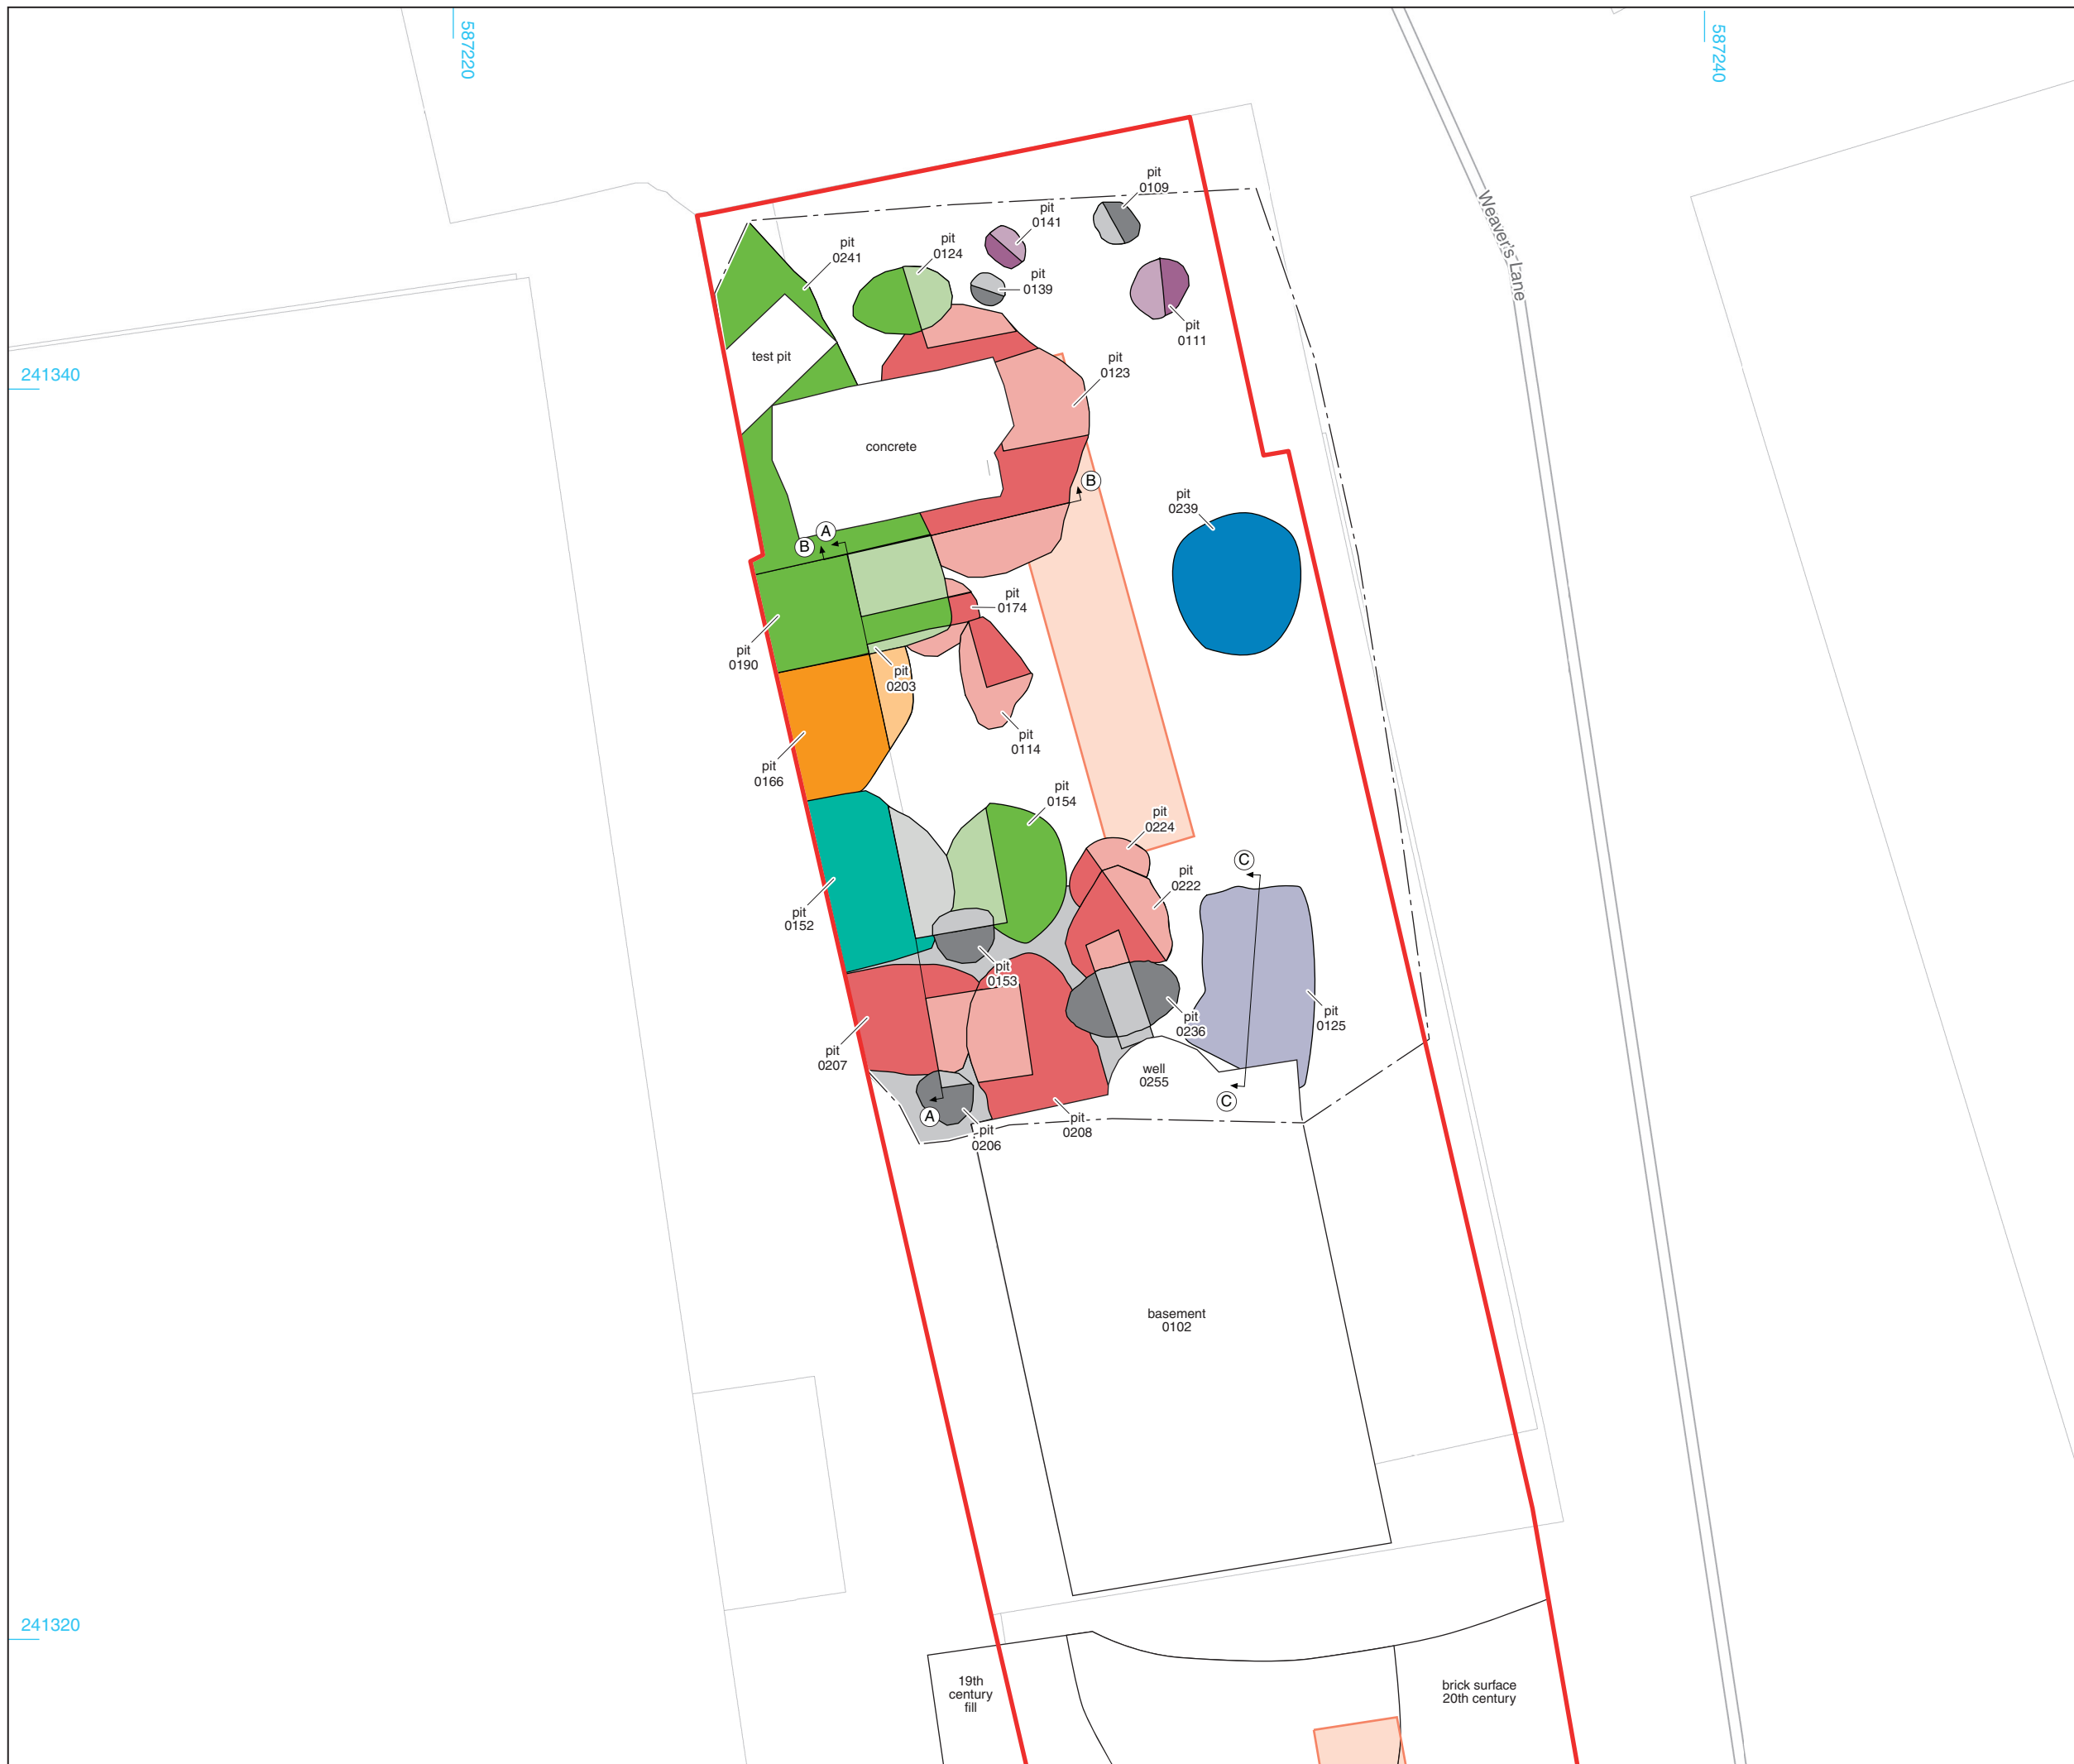 587220
587240
Weaver's Lane
pit
0109
pit
0141
pit
0124
pit
0241
pit
0139
pit
0111
test pit
pit
0123
241340
concrete
B
pit
0239
A
B
pit
0174
pit
0190
pit
0203
pit
0114
pit
0166
pit
0154
pit
0224
C
pit
0222
pit
0152
pit
0153
pit
0236
pit
0125
pit
0207
well
0255
C
A
pit
0208
pit
0206
basement
0102
241320
19th
century
fill
brick surface
20th century